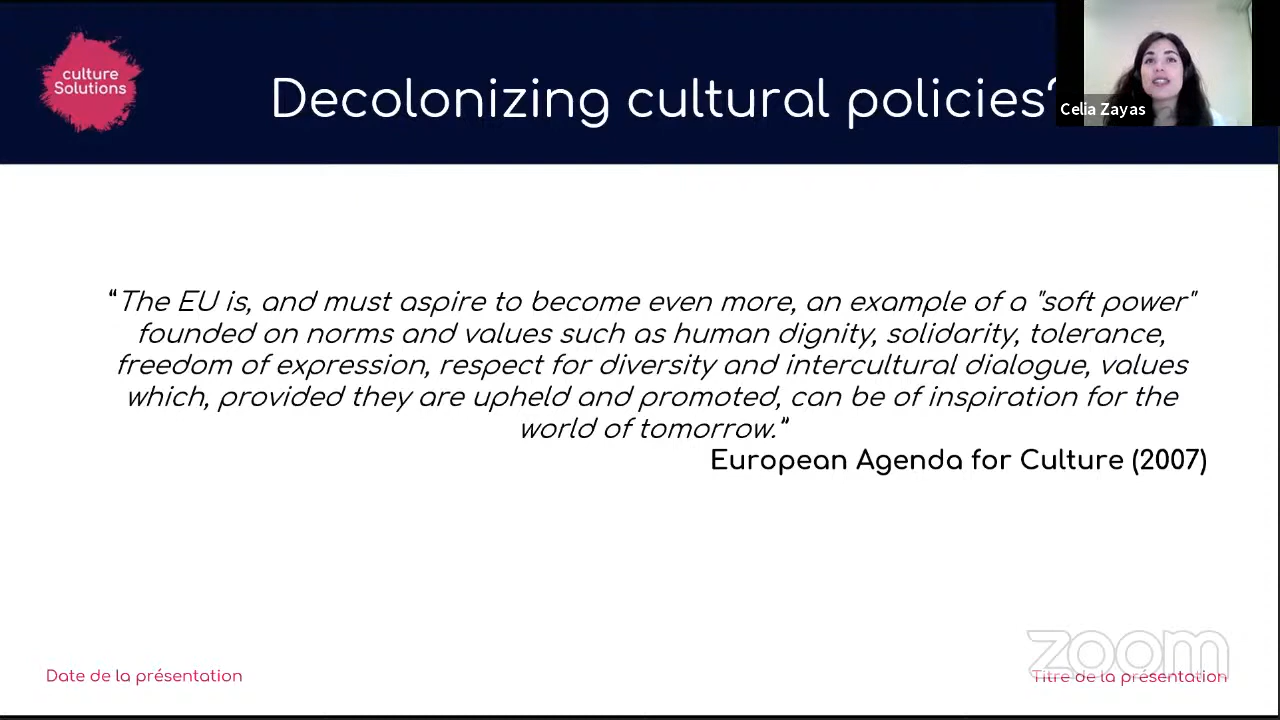 culture
Solutions
Decolonizing cultural policies?
Celia Zayas
“The EU is, and must aspire to become even more, an example of a "soft power"
founded on norms and values such as human dignity, solidarity, tolerance,
freedom of expression, respect for diversity and intercultural dialogue, values
which, provided they are upheld and promoted, can be of inspiration for the
world of tomorrow.”
European Agenda for Culture (2007)
zoom
Date de la présentation
Titre de la présentation